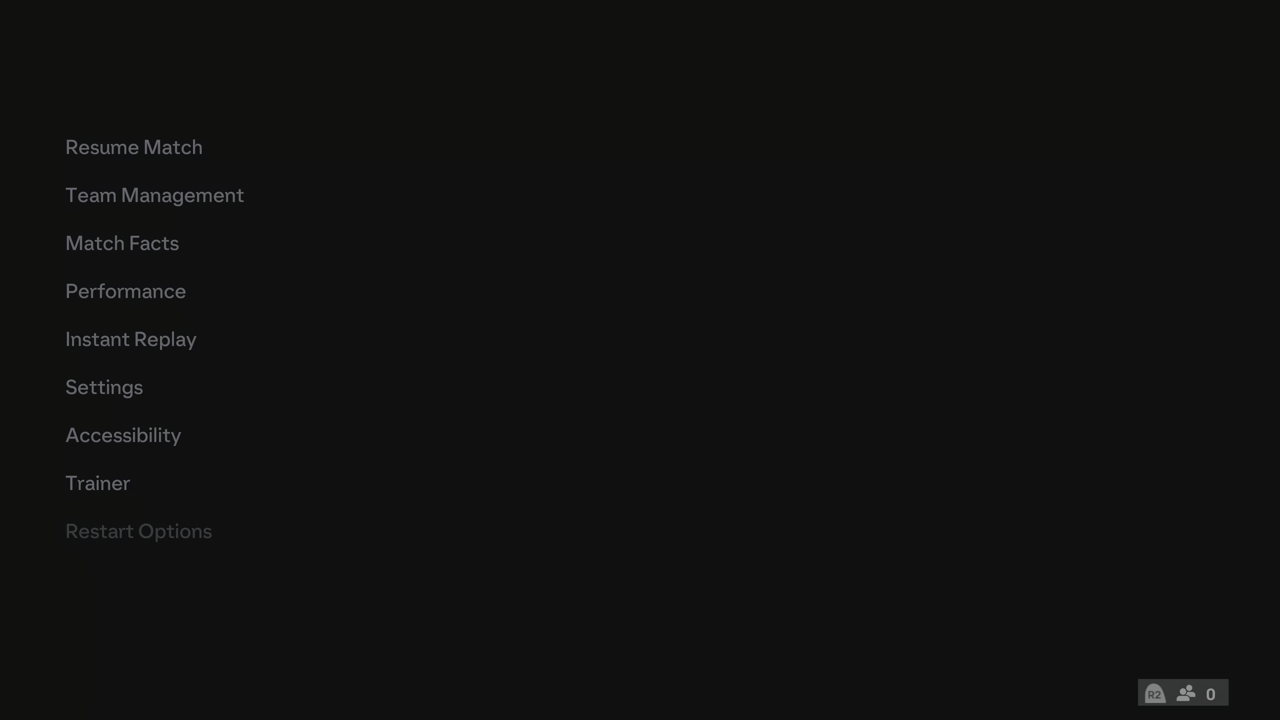 Resume Match
Team Management
Match Facts
Performance
Instant Replay
Settings
Accessibility
Trainer
Restart Options
R2 0